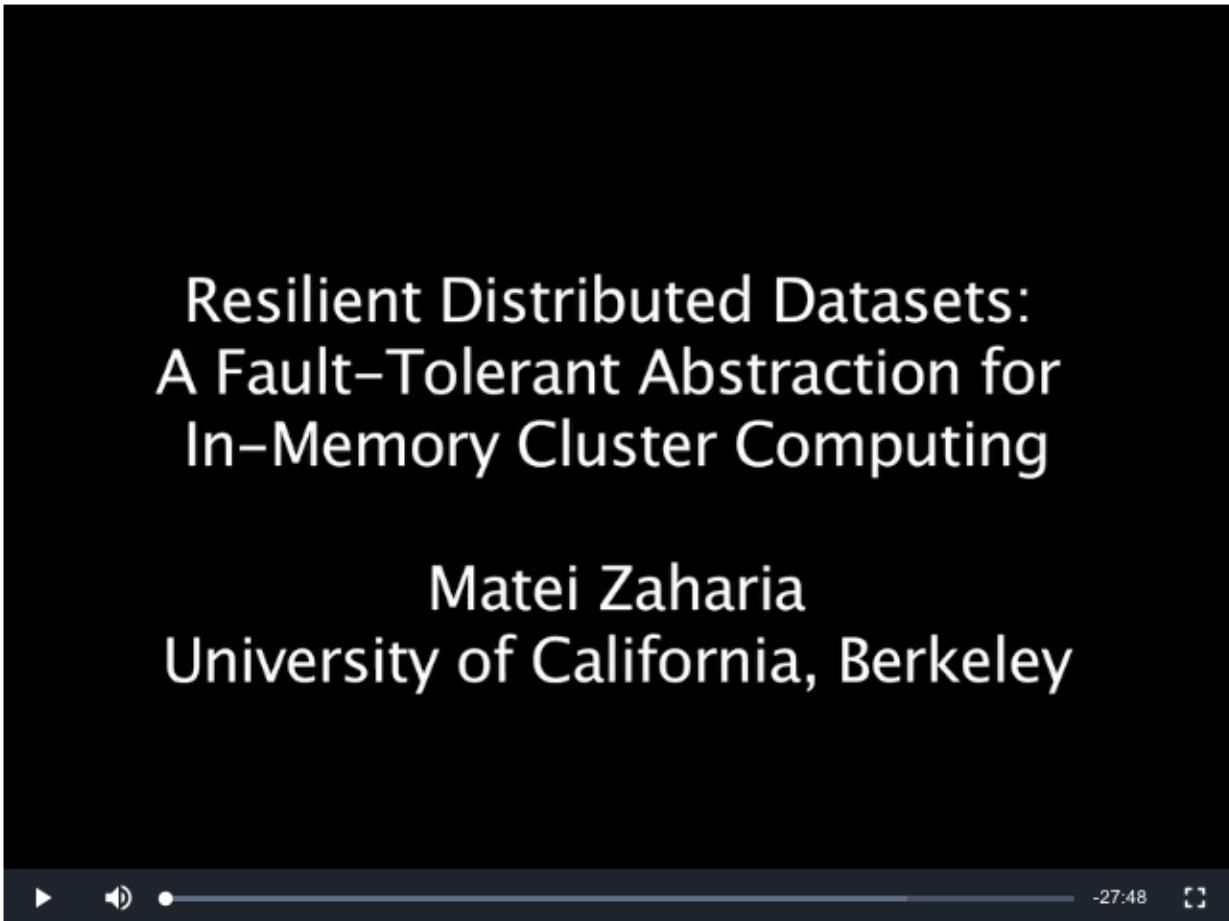 Resilient Distributed Datasets:
A Fault-Tolerant Abstraction for
In-Memory Cluster Computing
Matei Zaharia
University of California, Berkeley
-27:48